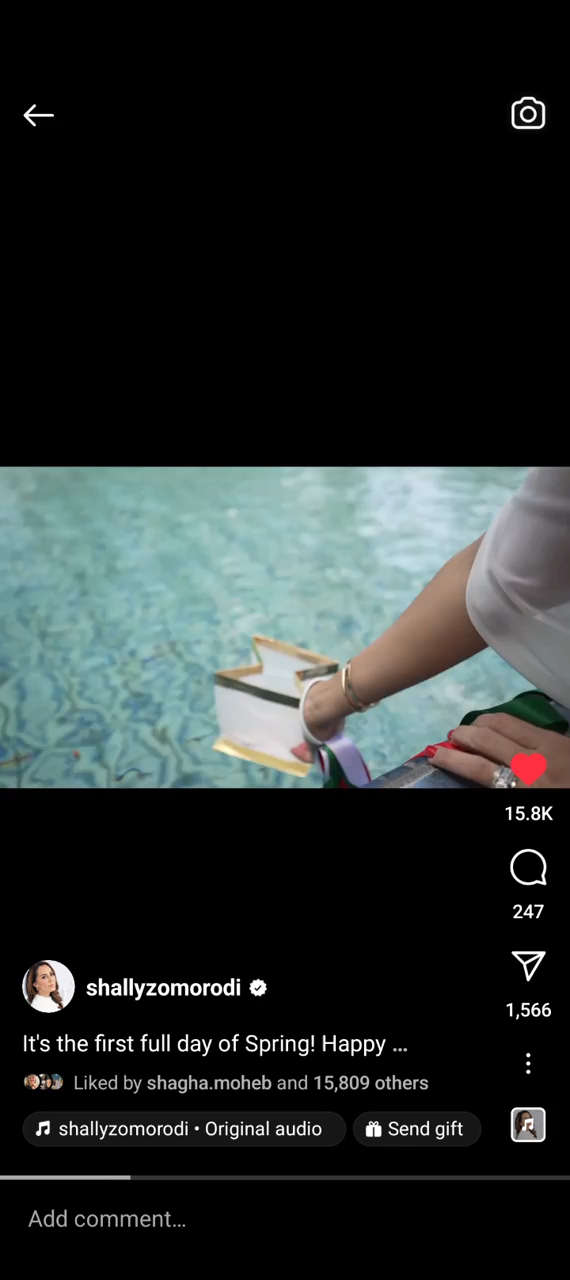 15.8K
247
1,566
shallyzomorodi
It's the first full day of Spring! Happy ...
Liked by shagha.moheb and 15,809 others
shallyzomorodi • Original audio
Send gift
Add comment...